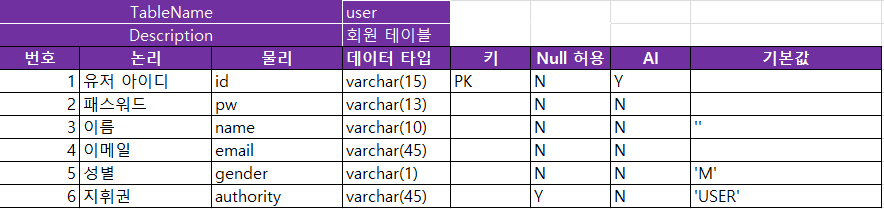 TableName user
Description 회원 테이블
번호 논리 물리 데이터 타입 키 Null 허용 AI 기본값
1 유저 아이디 id varchar(15) PK N Y
2 패스워드 pw varchar(13) N N
3 이름 name varchar(10) N N ''
4 이메일 email varchar(45) N N
5 성별 gender varchar(1) N N 'M'
6 지휘권 authority varchar(45) Y N 'USER'